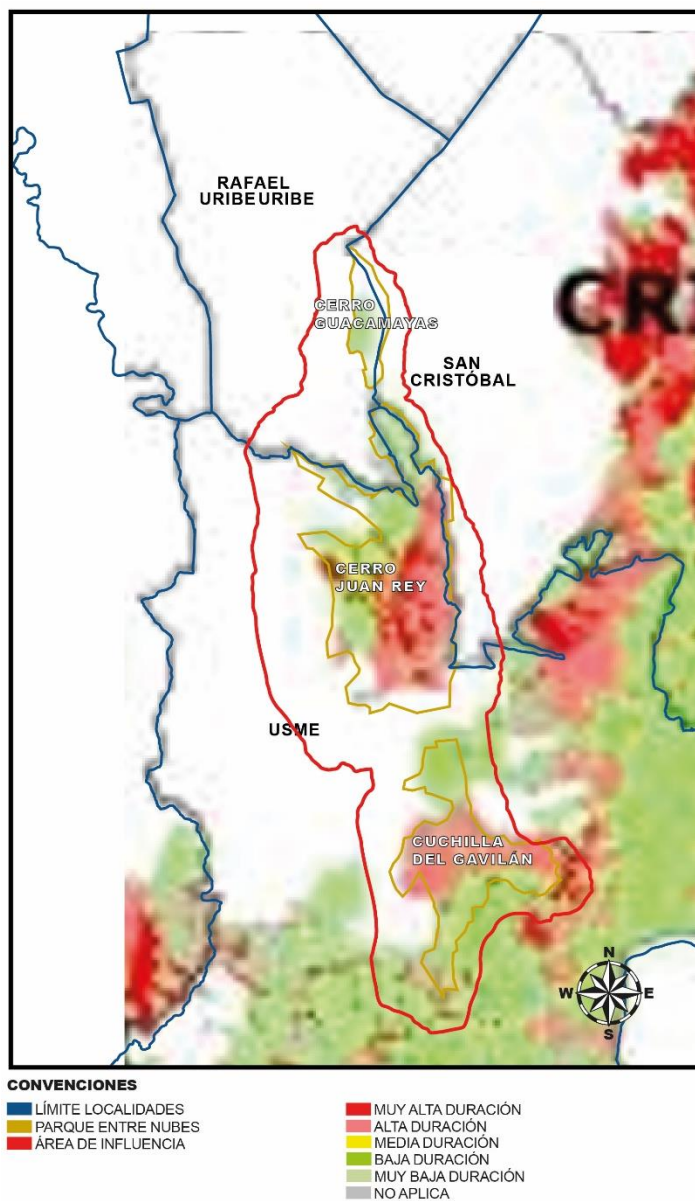 RAFAEL
URIBE URIBE
CERRO
GUACAMAYAS
CR
SAN
CRISTÓBAL
CERRO
JUAN REY
USME
CUCHILLA
DEL GAVILÁN
N
W
E
S
CONVENCIONES
LÍMITE LOCALIDADES
PARQUE ENTRE NUBES
ÁREA DE INFLUENCIA
MUY ALTA DURACIÓN
ALTA DURACIÓN
MEDIA DURACIÓN
BAJA DURACIÓN
MUY BAJA DURACIÓN
NO APLICA